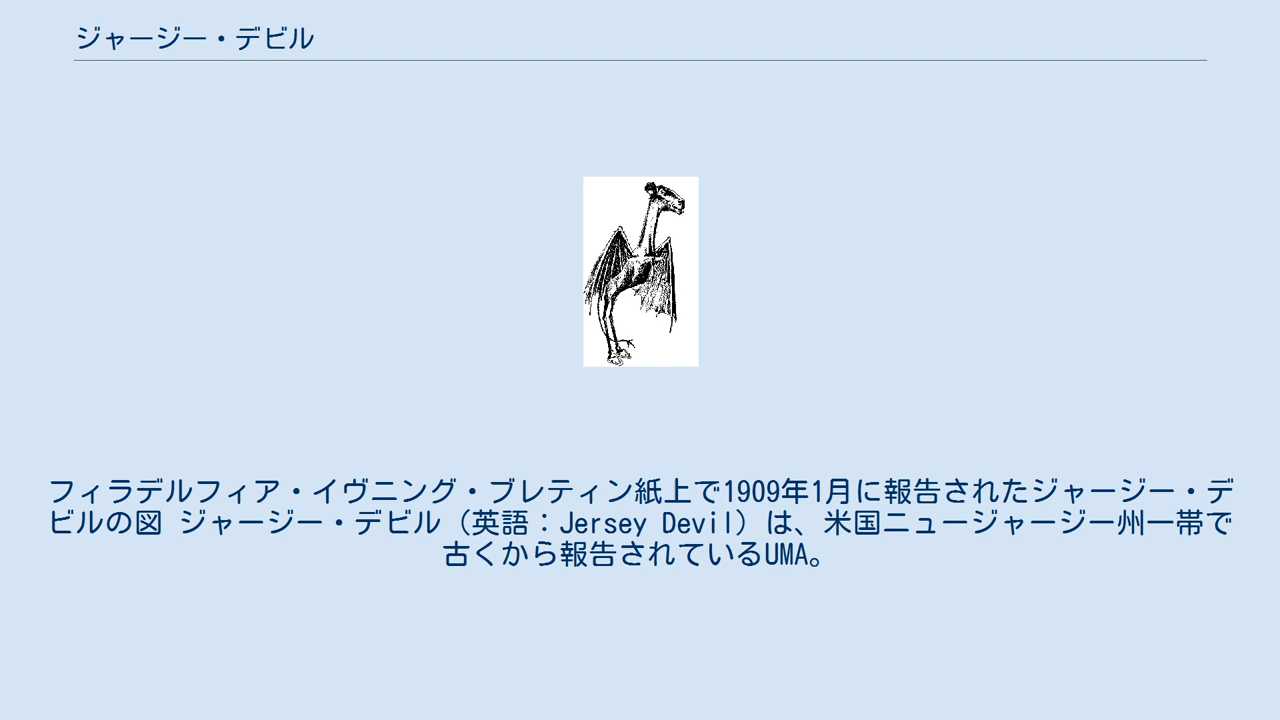 ジャージー・デビル
フィラデルフィア・イヴニング・ブレティン紙上で1909年1月に報告されたジャージー・デ
ビルの図 ジャージー・デビル（英語：Jersey Devil）は、米国ニュージャージー州一帯で
古くから報告されているUMA。